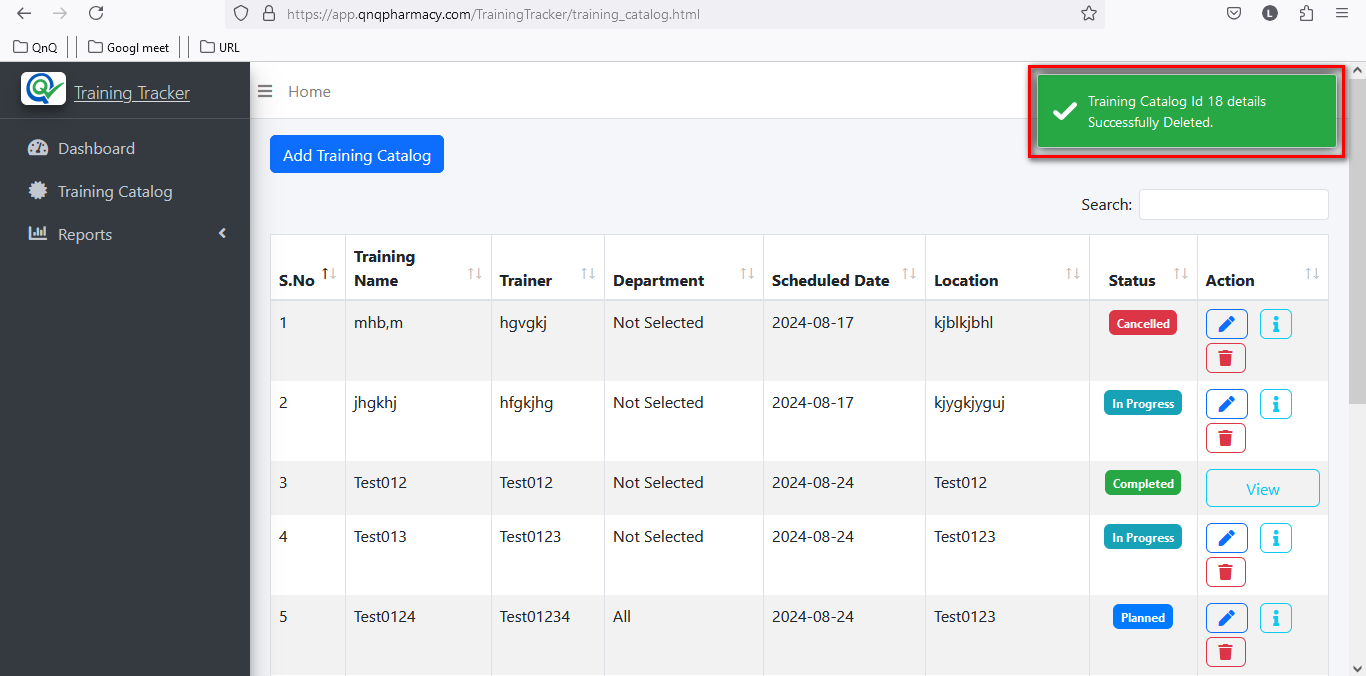 https://app.qnqpharmacy.com/TrainingTracker/training_catalog.html
L
QnQ
Googl meet
URL
Training Tracker
Home
Training Catalog Id 18 details
Successfully Deleted.
Dashboard
Training Catalog
Reports
Add Training Catalog
Search:
S.No Training Name Trainer Department Scheduled Date Location Status Action
1 mhb,m hgvgkj Not Selected 2024-08-17 kjblkjbhl Cancelled
2 jhgkhj hfgkjhg Not Selected 2024-08-17 kjygkjyguj In Progress
3 Test012 Test012 Not Selected 2024-08-24 Test012 Completed View
4 Test013 Test0123 Not Selected 2024-08-24 Test0123 In Progress
5 Test0124 Test01234 All 2024-08-24 Test0123 Planned